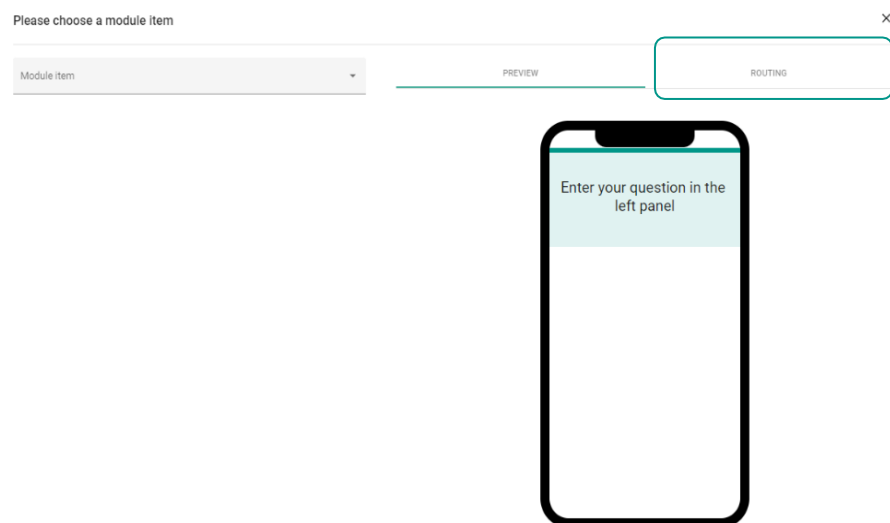 Please choose a module item
Module item
PREVIEW
ROUTING
Enter your question in the
left panel